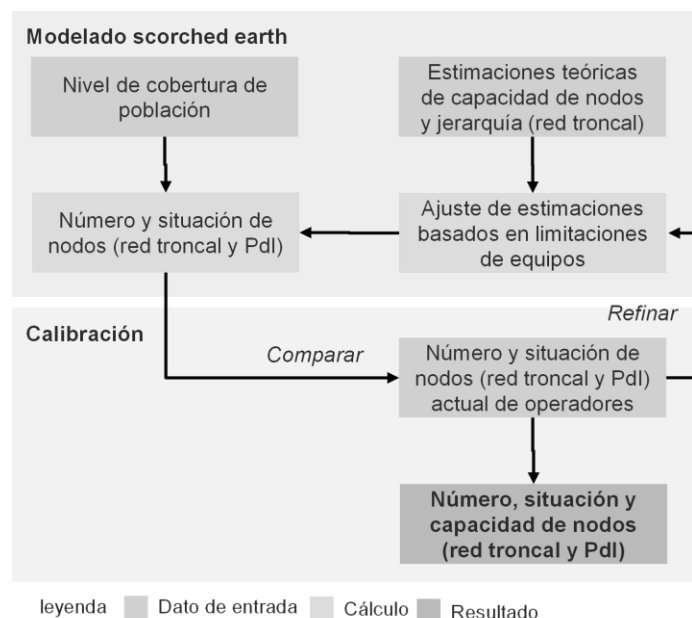 Modelado scorched earth
Nivel de cobertura de
población
Estimaciones teóricas
de capacidad de nodos
y jerarquía (red troncal)
Número y situación de
nodos (red troncal y PdI)
Ajuste de estimaciones
basados en limitaciones
de equipos
Refinar
Calibración
Comparar
Número y situación de
nodos (red troncal y PdI)
actual de operadores
Número, situación y
capacidad de nodos
(red troncal y PdI)
leyenda Dato de entrada Cálculo Resultado